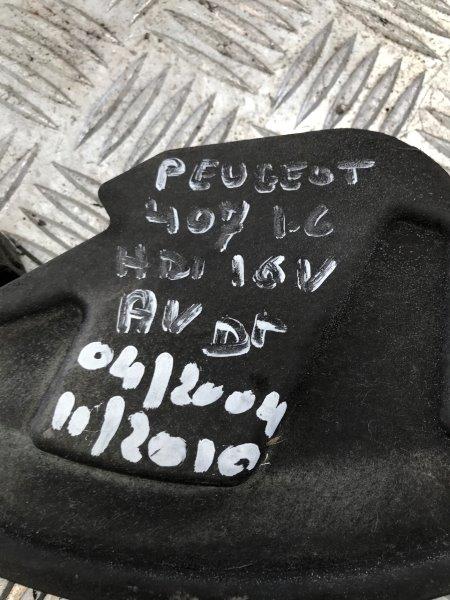 PEUGEOT
407 1.6
HDI 16V
AV DT
04/2004
11/2010